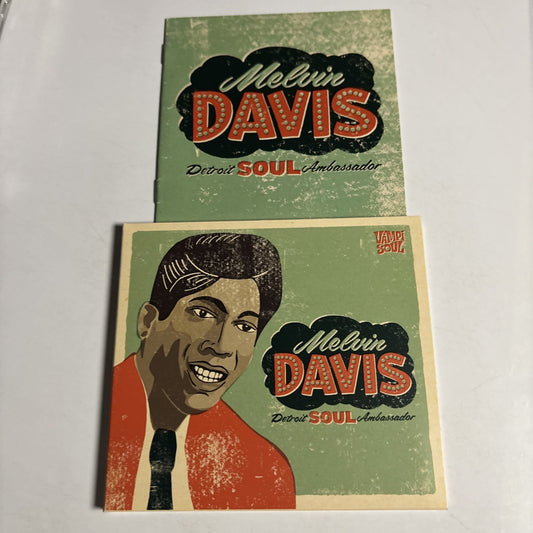 Melvin
DAVIS
Detroit SOUL Ambassador
VAMPI
SOUL
Melvin
DAVIS
Detroit SOUL Ambassador